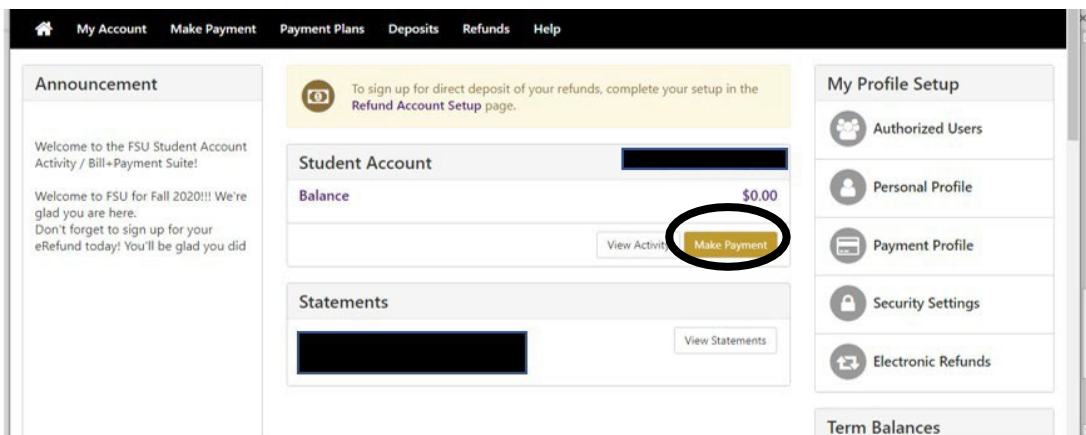 My Account Make Payment Payment Plans Deposits Refunds Help
Announcement
Welcome to the FSU Student Account
Activity / Bill+Payment Suite!
Welcome to FSU for Fall 2020!!! We're
glad you are here.
Don't forget to sign up for your
eRefund today! You'll be glad you did
To sign up for direct deposit of your refunds, complete your setup in the
Refund Account Setup page.
Student Account
Balance $0.00
View Activity Make Payment
Statements
View Statements
My Profile Setup
Authorized Users
Personal Profile
Payment Profile
Security Settings
Electronic Refunds
Term Balances